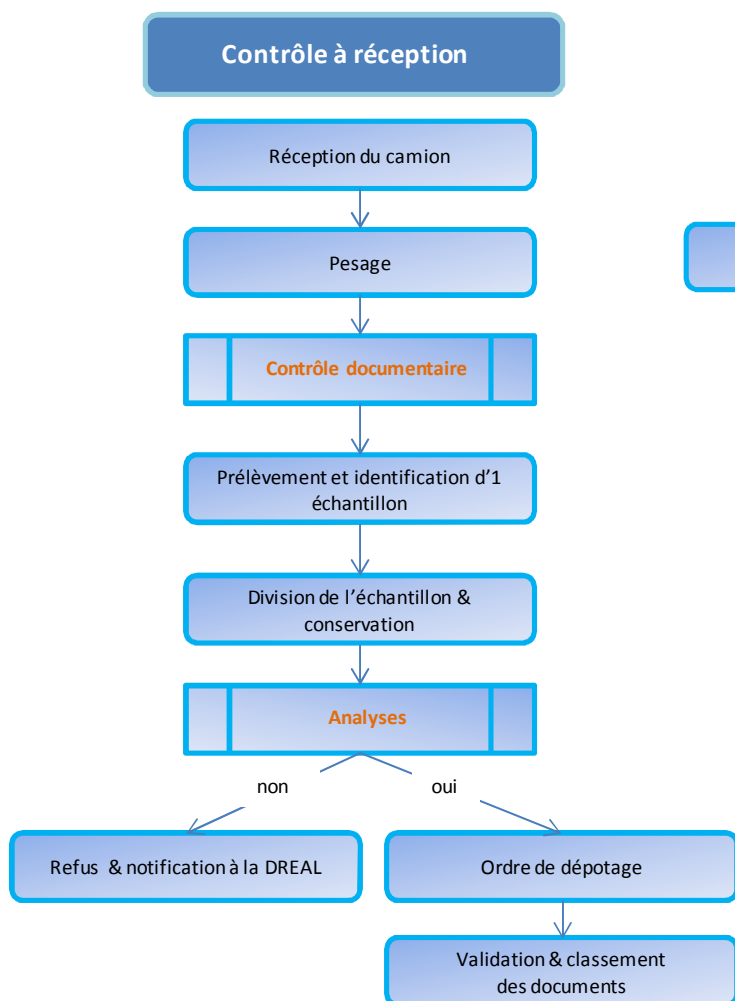 Contrôle à réception
Réception du camion
Pesage
Contrôle documentaire
Prélèvement et identification d'1
échantillon
Division de l'échantillon &
conservation
Analyses
non
oui
Refus & notification à la DREAL
Ordre de dépotage
Validation & classement
des documents